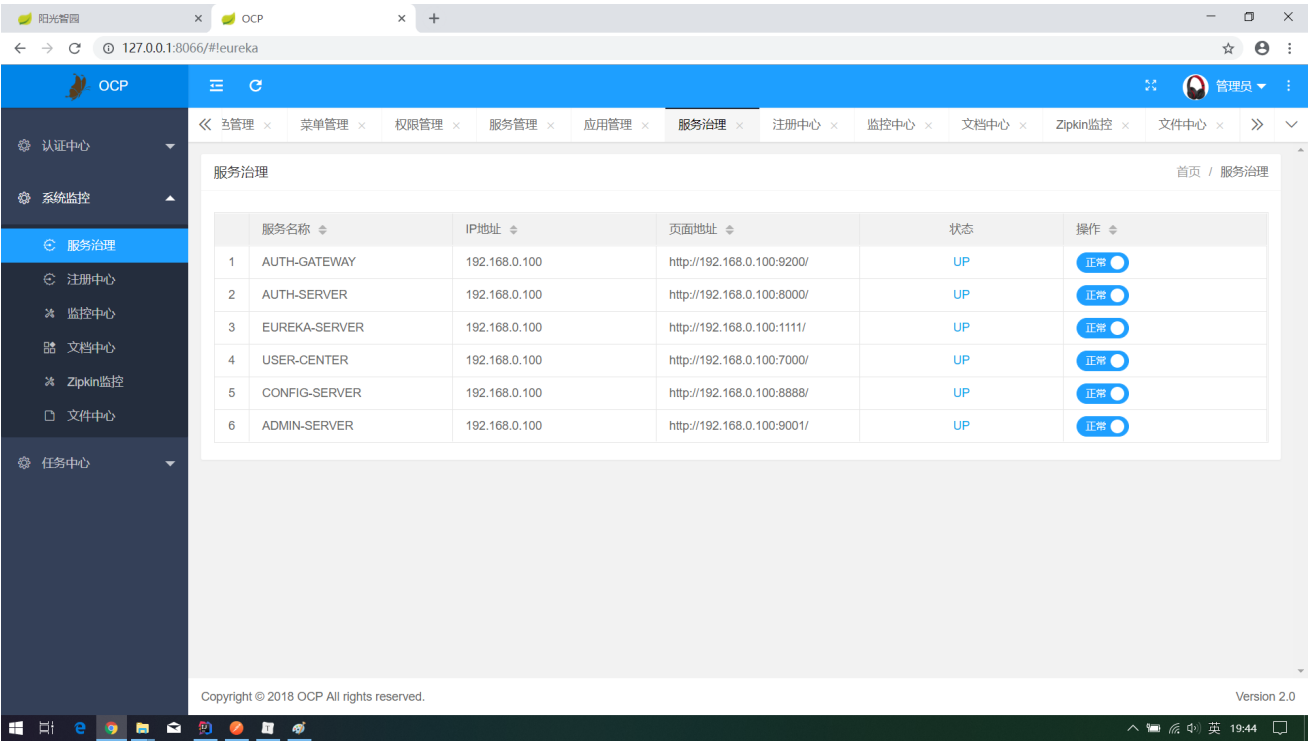 阳光智园
OCP
127.0.0.1:8066/#!eureka
OCP
管理员
菜单管理 权限管理 服务管理 应用管理 服务治理 注册中心 监控中心 文档中心 Zipkin监控 文件中心
认证中心
系统监控
服务治理
注册中心
监控中心
文档中心
Zipkin监控
文件中心
任务中心
服务治理
首页 / 服务治理
服务名称 IP地址 页面地址 状态 操作
1 AUTH-GATEWAY 192.168.0.100 http://192.168.0.100:9200/ UP 正常
2 AUTH-SERVER 192.168.0.100 http://192.168.0.100:8000/ UP 正常
3 EUREKA-SERVER 192.168.0.100 http://192.168.0.100:1111/ UP 正常
4 USER-CENTER 192.168.0.100 http://192.168.0.100:7000/ UP 正常
5 CONFIG-SERVER 192.168.0.100 http://192.168.0.100:8888/ UP 正常
6 ADMIN-SERVER 192.168.0.100 http://192.168.0.100:9001/ UP 正常
Copyright © 2018 OCP All rights reserved.
Version 2.0
英 19:44